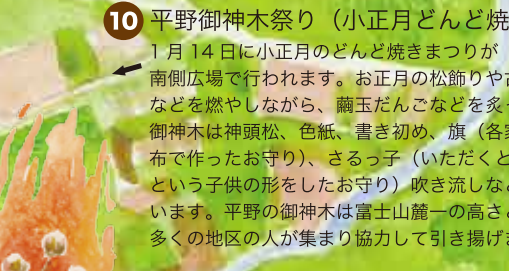 10 平野御神木祭り（小正月どんど焼
1月14日に小正月のどんど焼きまつりが
南側広場で行われます。お正月の松飾りや古
などを燃やしながら、繭玉だんごなどを炙
御神木は神頭松、色紙、書き初め、旗（各家
布で作ったお守り）、さるっ子（いただくと
という子供の形をしたお守り）吹き流しな
います。平野の御神木は富士山麓一の高さと
多くの地区の人が集まり協力して引き揚げま